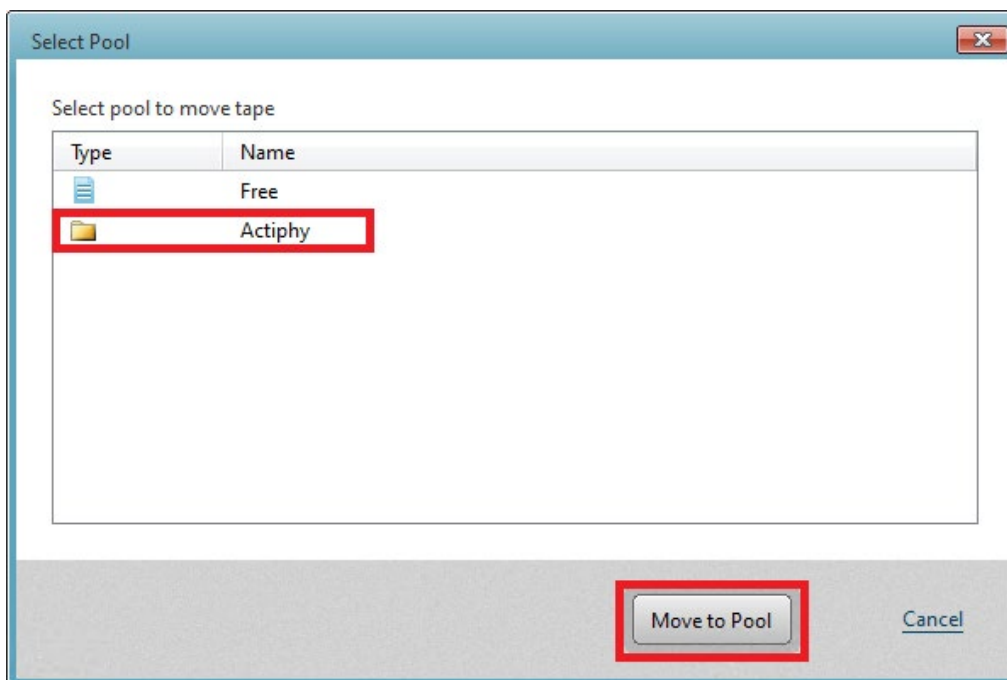 Select Pool
Select pool to move tape
Type Name
Free
Actiphy
Move to Pool Cancel